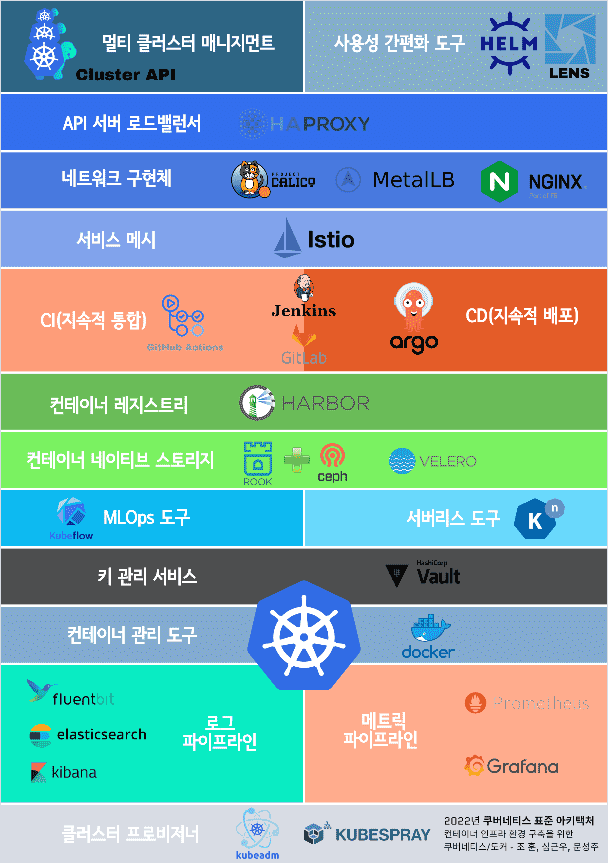 멀티 클러스터 매니지먼트
Cluster API
사용성 간편화 도구
HELM
LENS
API 서버 로드밸런서
HAPROXY
네트워크 구현체
PROJECT
CALICO
MetalLB
N
NGINX
Part of F5
서비스 메시
Istio
CI(지속적 통합)
GitHub Actions
Jenkins
GitLab
argo
CD(지속적 배포)
컨테이너 레지스트리
HARBOR
컨테이너 네이티브 스토리지
ROOK
ceph
VELERO
Kubeflow
MLOps 도구
서버리스 도구
K
n
키 관리 서비스
HashiCorp
Vault
컨테이너 관리 도구
docker
fluentbit
elasticsearch
kibana
로그
파이프라인
메트릭
파이프라인
Prometheus
Grafana
클러스터 프로비저너
kubeadm
KUBESPRAY
2022년 쿠버네티스 표준 아키텍처
컨테이너 인프라 환경 구축을 위한
쿠버네티스/도커 - 조 훈, 심근우, 문성주